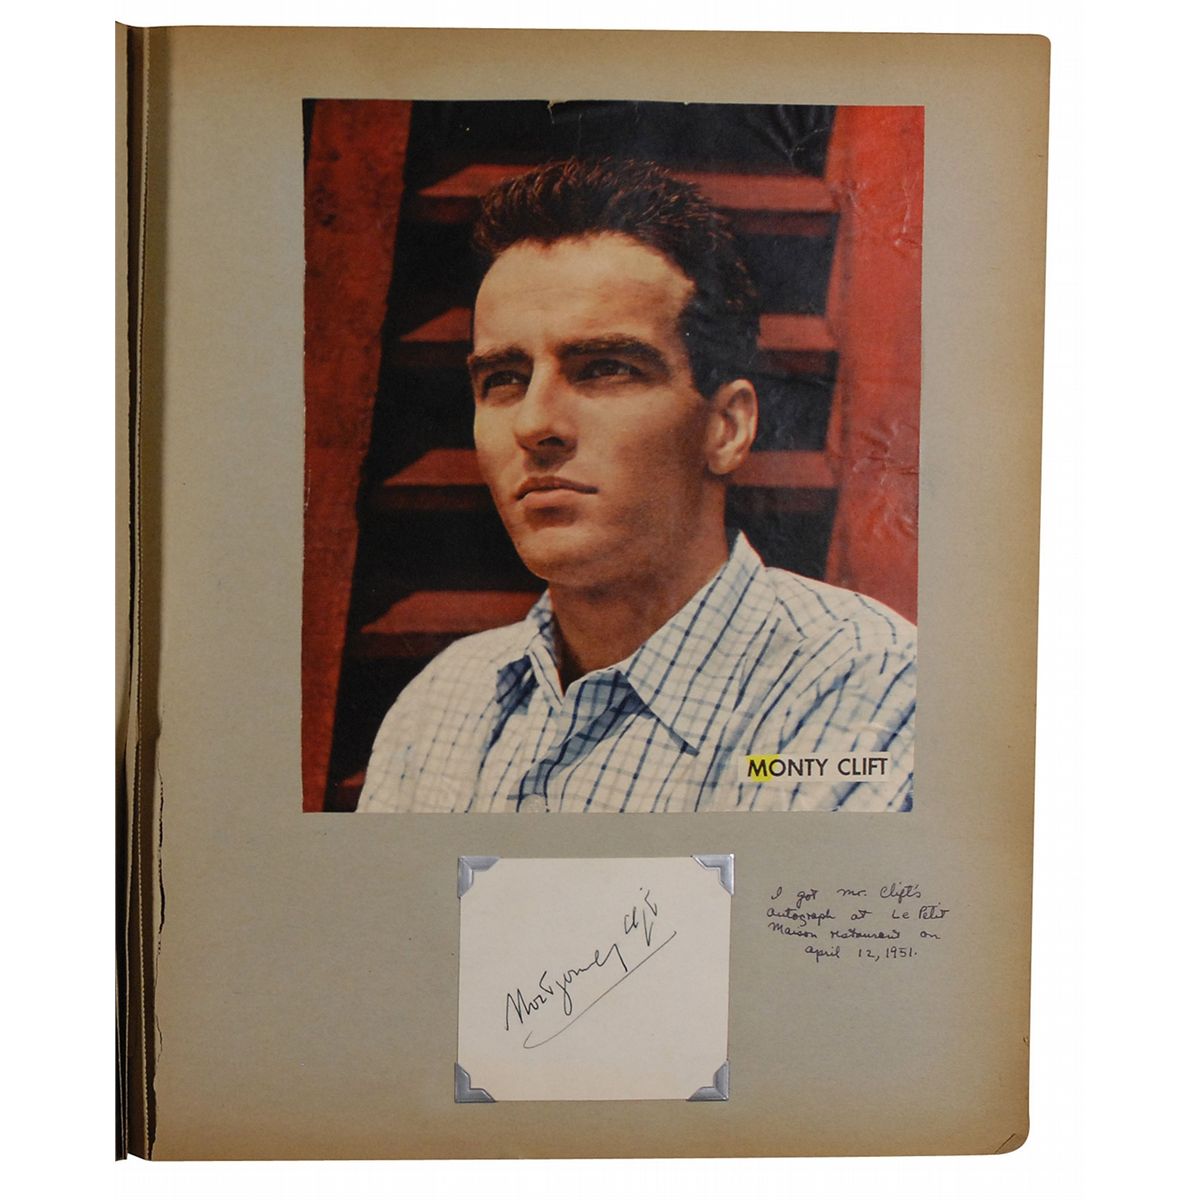 MONTY CLIFT
Montgomery Clift
I got Mr. Clift's
autograph at Le Petit
Maison restaurant on
April 12, 1951.